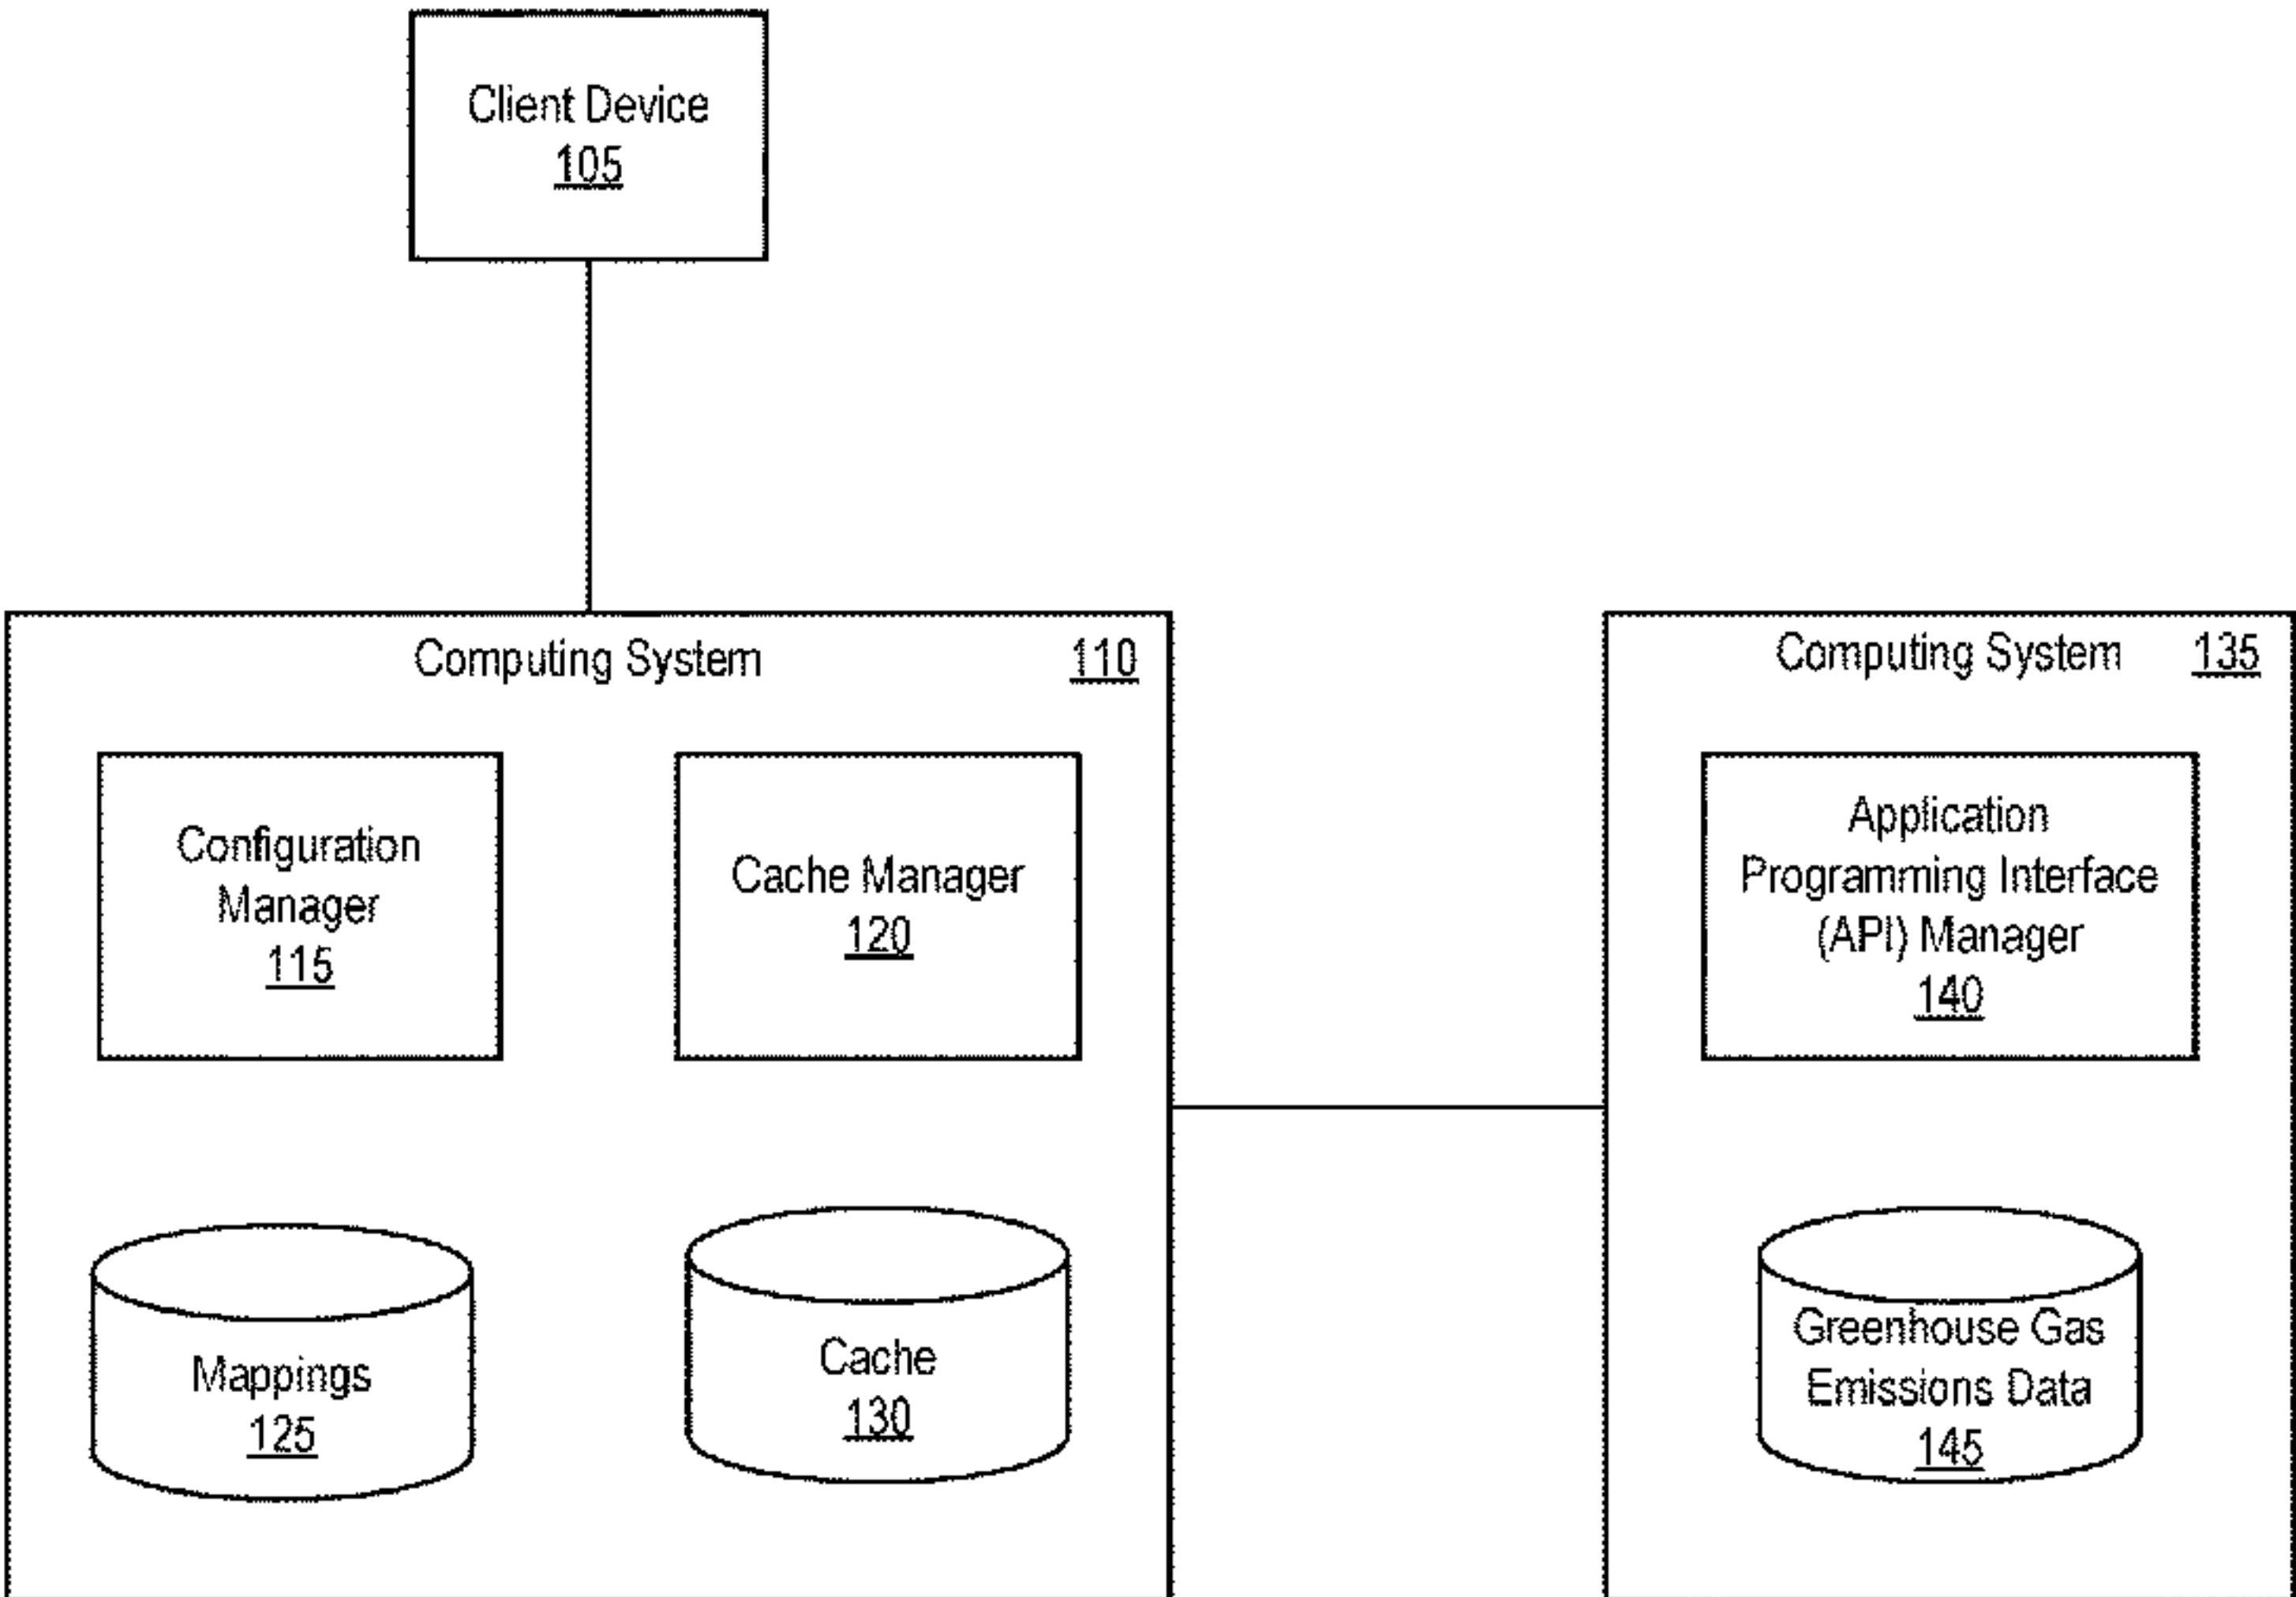 Client Device
105
Computing System 110
Configuration
Manager
115
Cache Manager
120
Mappings
125
Cache
130
Computing System 135
Application
Programming Interface
(API) Manager
140
Greenhouse Gas
Emissions Data
145